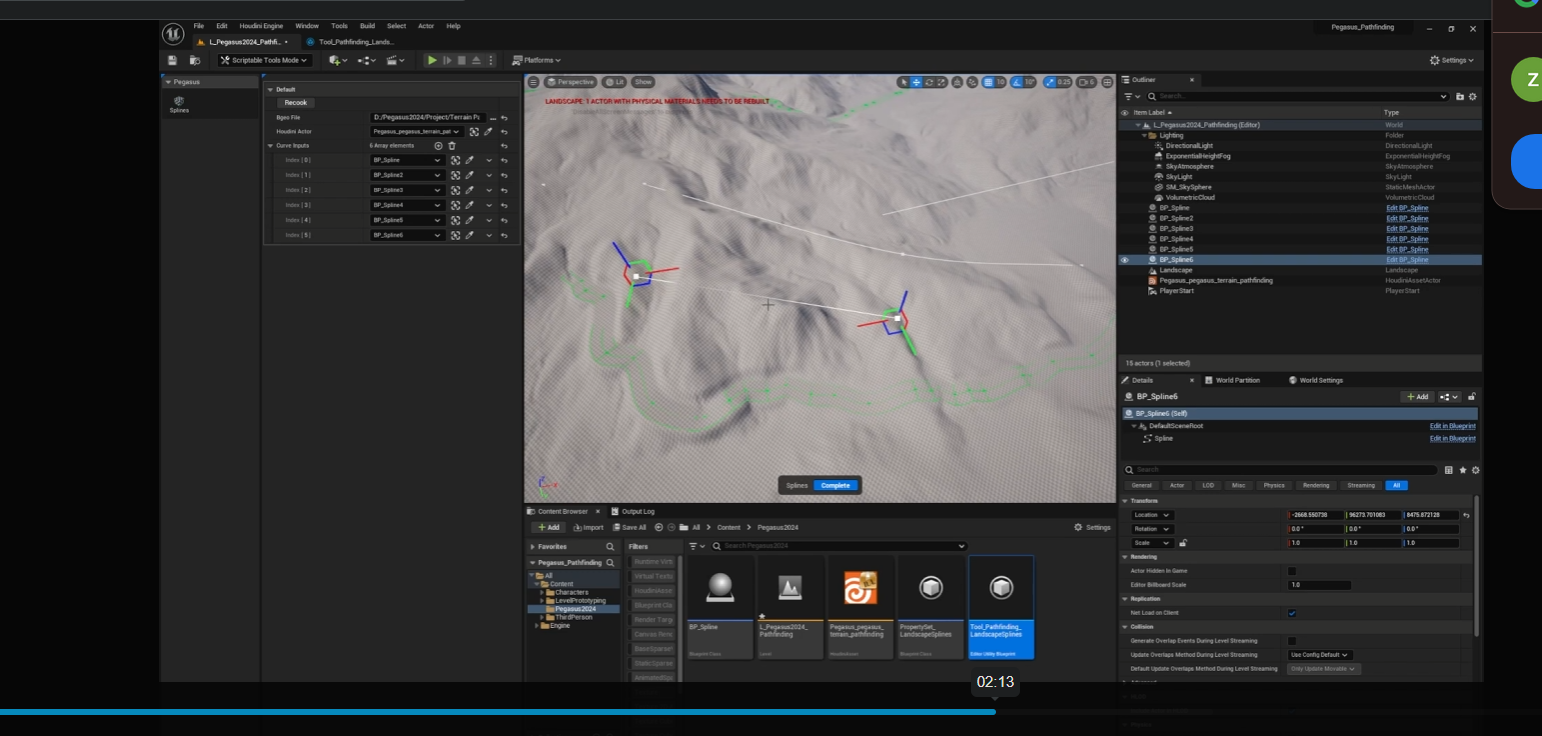 File Edit Houdini Engine Window Tools Build Select Actor Help
Pegasus_Pathfinding
L_Pegasus2024_Pathfi.. •
Tool_Pathfinding_Lands...
Scriptable Tools Mode
Platforms
Settings
Pegasus
Splines
Default
Recook
Bgeo File D:/Pegasus2024/Project/Terrain Pa
Houdini Actor Pegasus_pegasus_terrain_pat
Curve Inputs 6 Array elements
Index [ 0 ] BP_Spline
Index [ 1 ] BP_Spline2
Index [ 2 ] BP_Spline3
Index [ 3 ] BP_Spline4
Index [ 4 ] BP_Spline5
Index [ 5 ] BP_Spline6
Perspective Lit Show
10 10° 0.25 6
LANDSCAPE: 1 ACTOR WITH PHYSICAL MATERIALS NEEDS TO BE REBUILT
Splines Complete
Outliner
Search...
Item Label Type
L_Pegasus2024_Pathfinding (Editor) World
Lighting Folder
DirectionalLight DirectionalLight
ExponentialHeightFog ExponentialHeightFog
SkyAtmosphere SkyAtmosphere
SkyLight SkyLight
SM_SkySphere StaticMeshActor
VolumetricCloud VolumetricCloud
BP_Spline Edit BP_Spline
BP_Spline2 Edit BP_Spline
BP_Spline3 Edit BP_Spline
BP_Spline4 Edit BP_Spline
BP_Spline5 Edit BP_Spline
BP_Spline6 Edit BP_Spline
Landscape Landscape
Pegasus_pegasus_terrain_pathfinding HoudiniAssetActor
PlayerStart PlayerStart
15 actors (1 selected)
Details World Partition World Settings
BP_Spline6
Add
BP_Spline6 (Self)
DefaultSceneRoot Edit in Blueprint
Spline Edit in Blueprint
Search
General Actor LOD Misc Physics Rendering Streaming All
Transform
Location -2668.550738 96273.701083 8475.872128
Rotation 0.0 ° 0.0 ° 0.0 °
Scale 1.0 1.0 1.0
Rendering
Actor Hidden In Game
Editor Billboard Scale 1.0
Replication
Net Load on Client
Collision
Generate Overlap Events During Level Streaming
Update Overlaps Method During Level Streaming Use Config Default
Default Update Overlaps Method During Level Streaming Only Update Movable
Content Browser Output Log
Add Import Save All All Content Pegasus2024 Settings
Favorites
Pegasus_Pathfinding
All
Content
Characters
LevelPrototyping
Pegasus2024
ThirdPerson
Engine
Filters
Runtime Virt
Virtual Textu
HoudiniAsse
Blueprint Cla
Render Targ
Canvas Rend
BaseSparse
StaticSparse
AnimatedSpa
Search Pegasus2024
BP_Spline
Blueprint Class
L_Pegasus2024_
Pathfinding
Level
Pegasus_pegasus_
terrain_pathfinding
HoudiniAsset
PropertySet_
LandscapeSplines
Blueprint Class
Tool_Pathfinding_
LandscapeSplines
Editor Utility Blueprint
02:13
Z